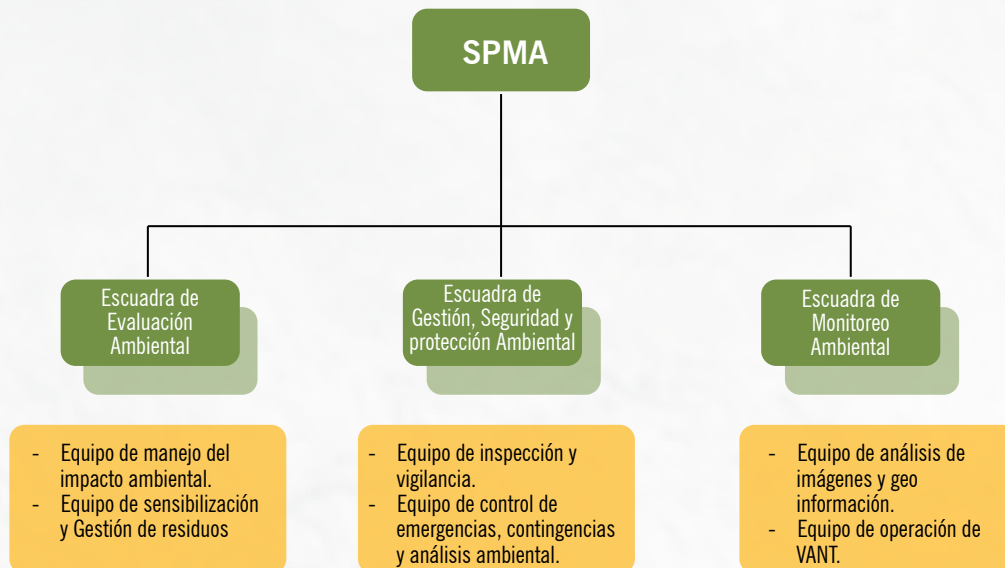 SPMA
Escuadra de
Evaluación
Ambiental
Escuadra de
Gestión, Seguridad y
protección Ambiental
Escuadra de
Monitoreo
Ambiental
- Equipo de manejo del
impacto ambiental.
- Equipo de sensibilización
y Gestión de residuos
- Equipo de inspección y
vigilancia.
- Equipo de control de
emergencias, contingencias
y análisis ambiental.
- Equipo de análisis de
imágenes y geo
información.
- Equipo de operación de
VANT.